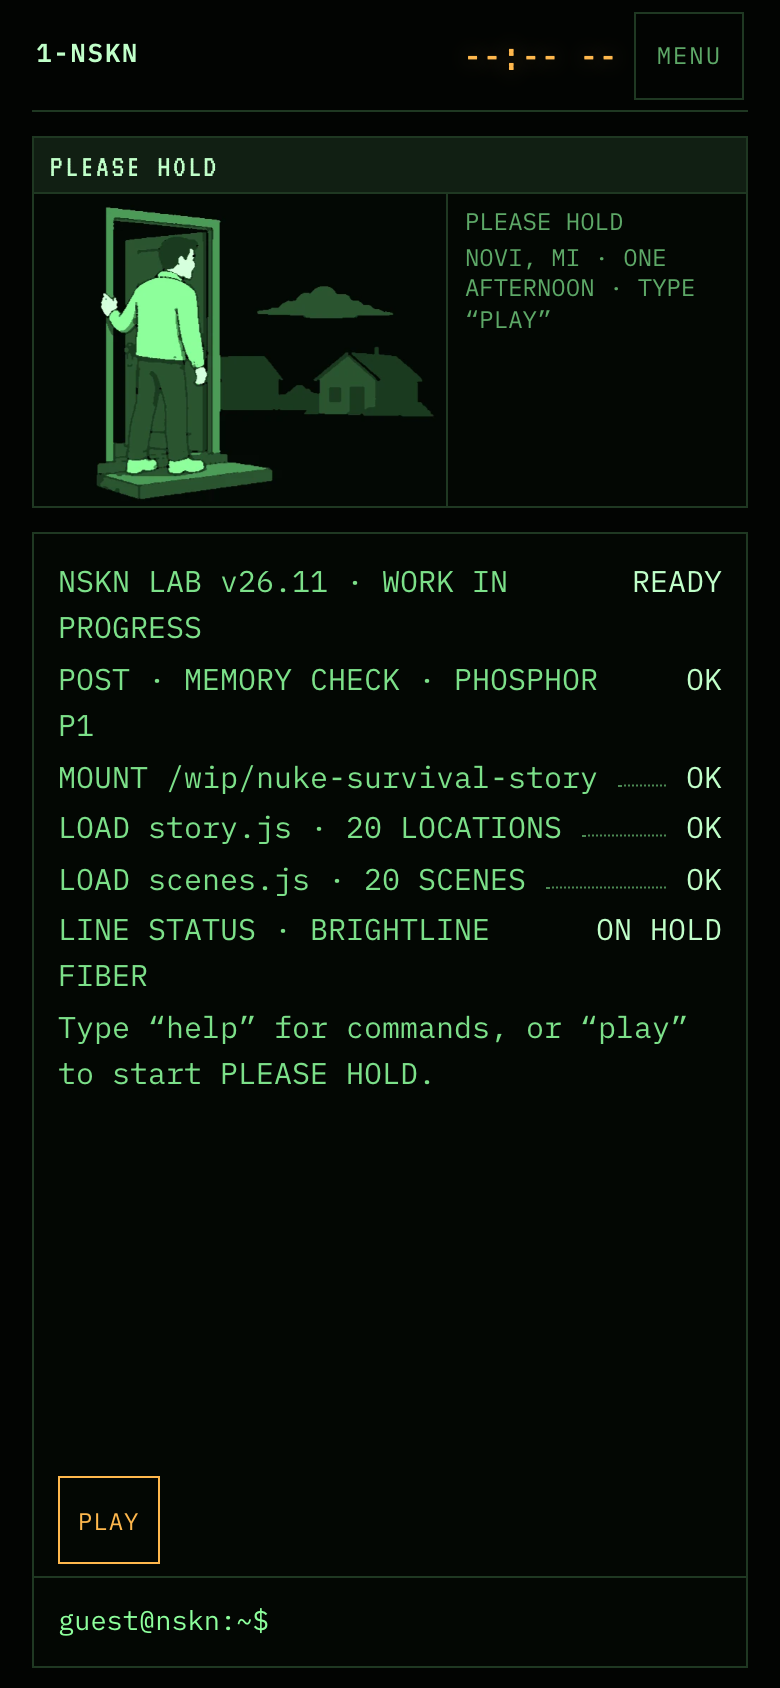 1-NSKN
--:-- --
MENU
PLEASE HOLD
PLEASE HOLD
NOVI, MI · ONE
AFTERNOON · TYPE
“PLAY”
NSKN LAB v26.11 · WORK IN
PROGRESS
READY
POST · MEMORY CHECK · PHOSPHOR
P1
OK
MOUNT /wip/nuke-survival-story OK
LOAD story.js · 20 LOCATIONS OK
LOAD scenes.js · 20 SCENES OK
LINE STATUS · BRIGHTLINE
FIBER
ON HOLD
Type “help” for commands, or “play”
to start PLEASE HOLD.
PLAY
guest@nskn:~$